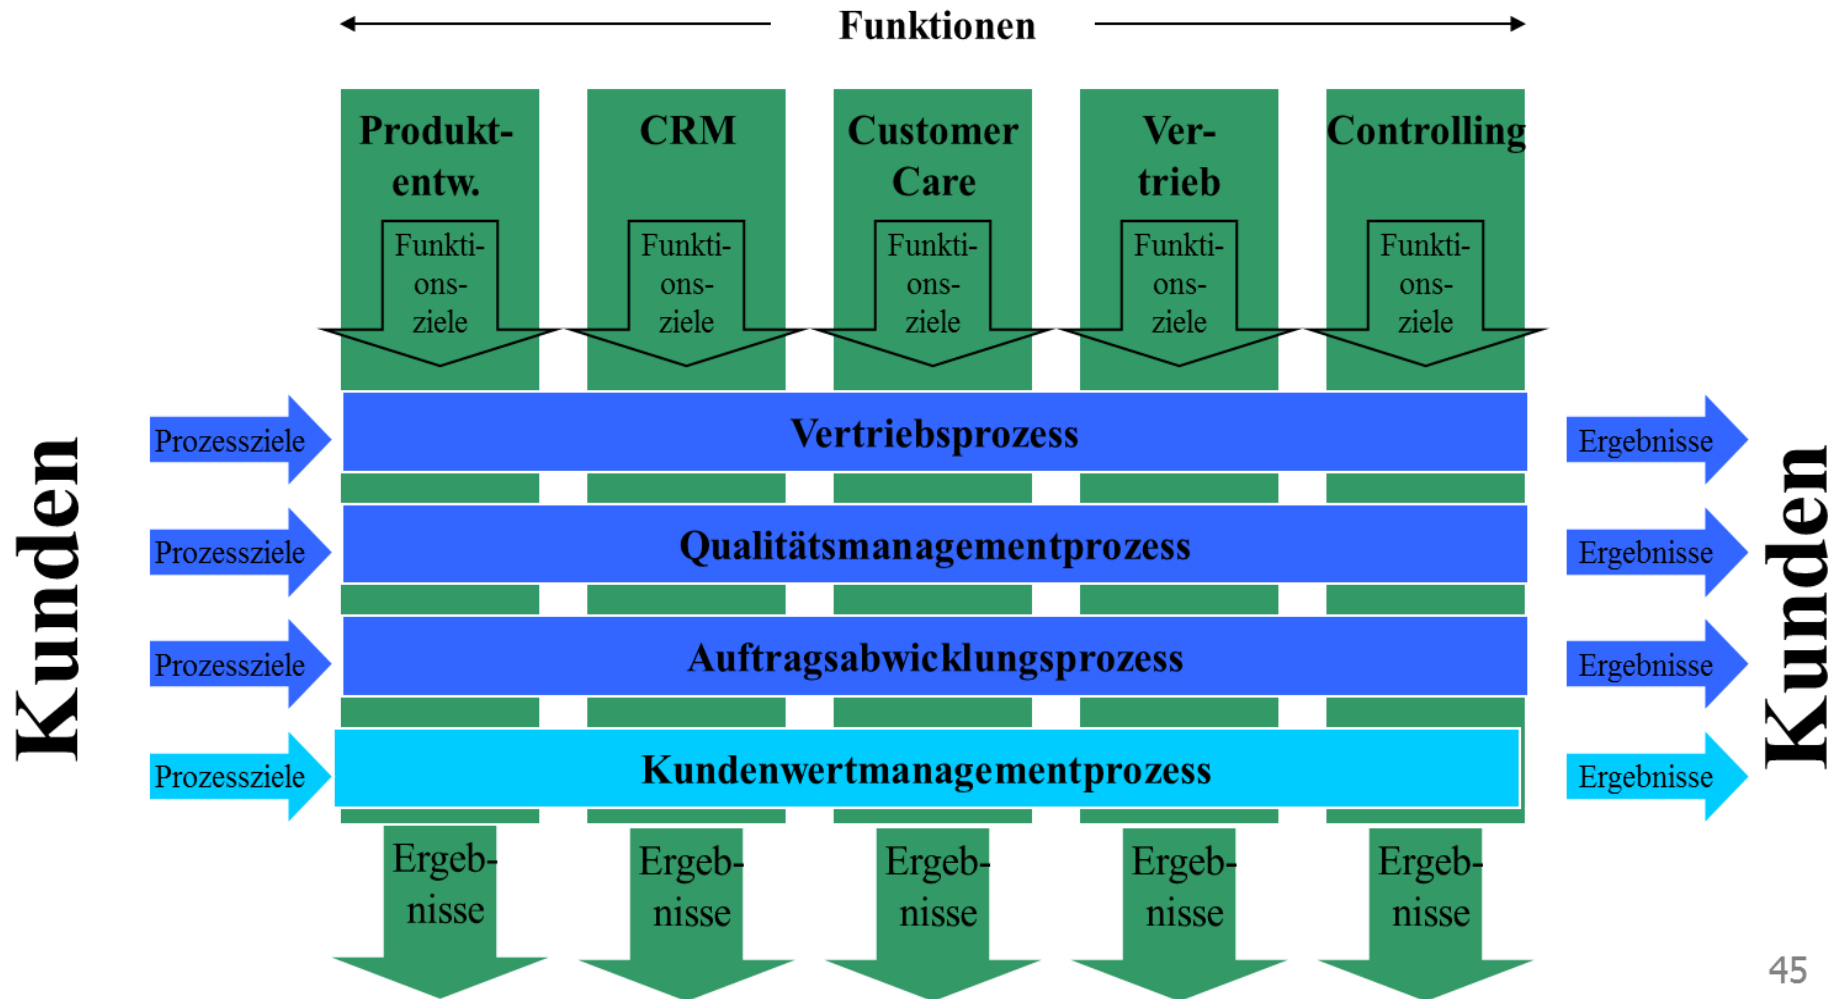 Funktionen
Produkt-
entw.
CRM
Customer
Care
Ver-
trieb
Controlling
Funkti-
ons-
ziele
Funkti-
ons-
ziele
Funkti-
ons-
ziele
Funkti-
ons-
ziele
Funkti-
ons-
ziele
Kunden
Prozessziele
Vertriebsprozess
Ergebnisse
Prozessziele
Qualitätsmanagementprozess
Ergebnisse
Prozessziele
Auftragsabwicklungsprozess
Ergebnisse
Prozessziele
Kundenwertmanagementprozess
Ergebnisse
Kunden
Ergeb-
nisse
Ergeb-
nisse
Ergeb-
nisse
Ergeb-
nisse
Ergeb-
nisse
45